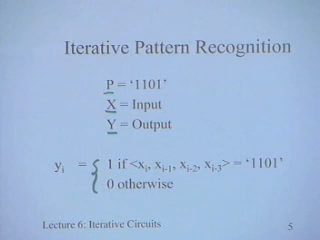 Iterative Pattern Recognition
P = ‘1101’
X = Input
Y = Output
yi = { 1 if <xi, xi-1, xi-2, xi-3> = ‘1101’
0 otherwise
Lecture 6: Iterative Circuits 5